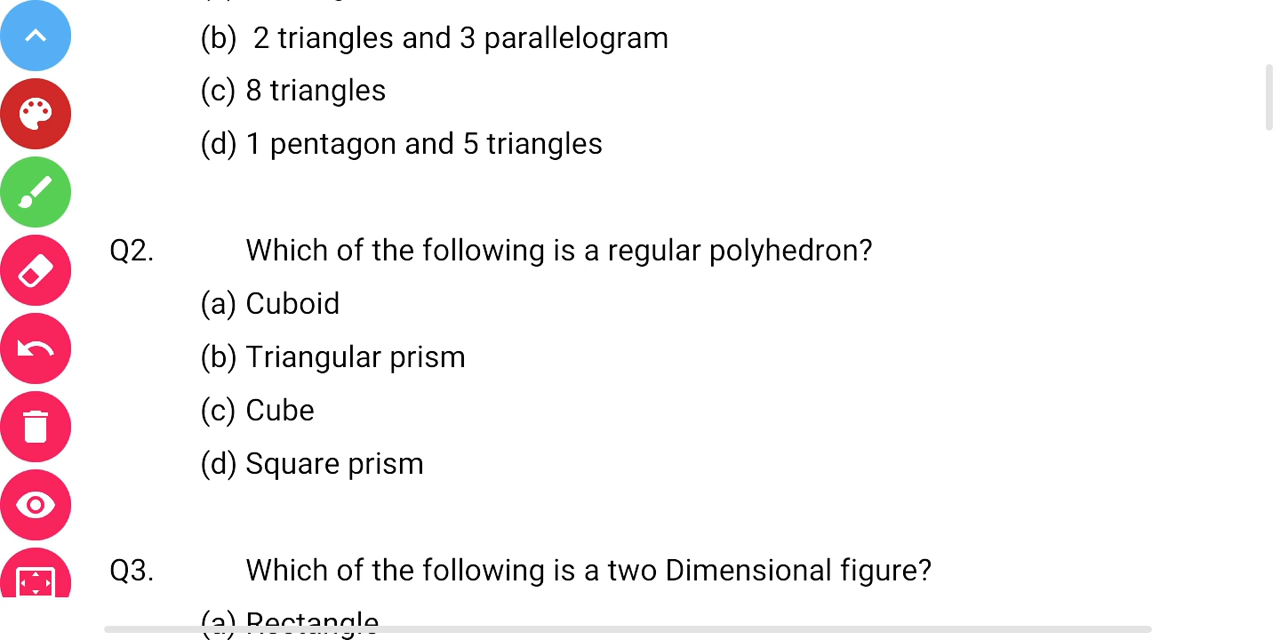 (b) 2 triangles and 3 parallelogram
(c) 8 triangles
(d) 1 pentagon and 5 triangles
Q2. Which of the following is a regular polyhedron?
(a) Cuboid
(b) Triangular prism
(c) Cube
(d) Square prism
Q3. Which of the following is a two Dimensional figure?
(a) Rectangle